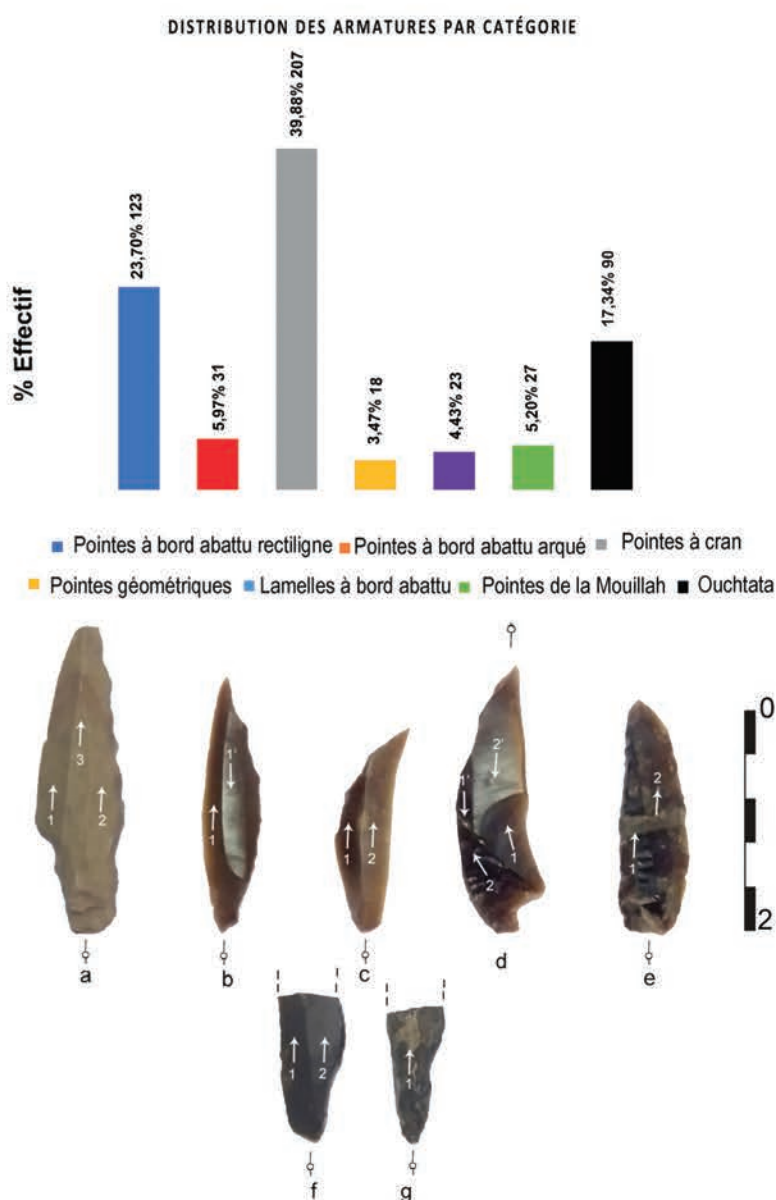 DISTRIBUTION DES ARMATURES PAR CATÉGORIE
% Effectif
23,70% 123
5,97% 31
39,88% 207
3,47% 18
4,43% 23
5,20% 27
17,34% 90
Pointes à bord abattu rectiligne Pointes à bord abattu arqué Pointes à cran
Pointes géométriques Lamelles à bord abattu Pointes de la Mouillah Ouchtata
1 2 3
1 1'
1 2
1' 2' 1 2
1 2
0
2
a b c d e
1 2
1
f g